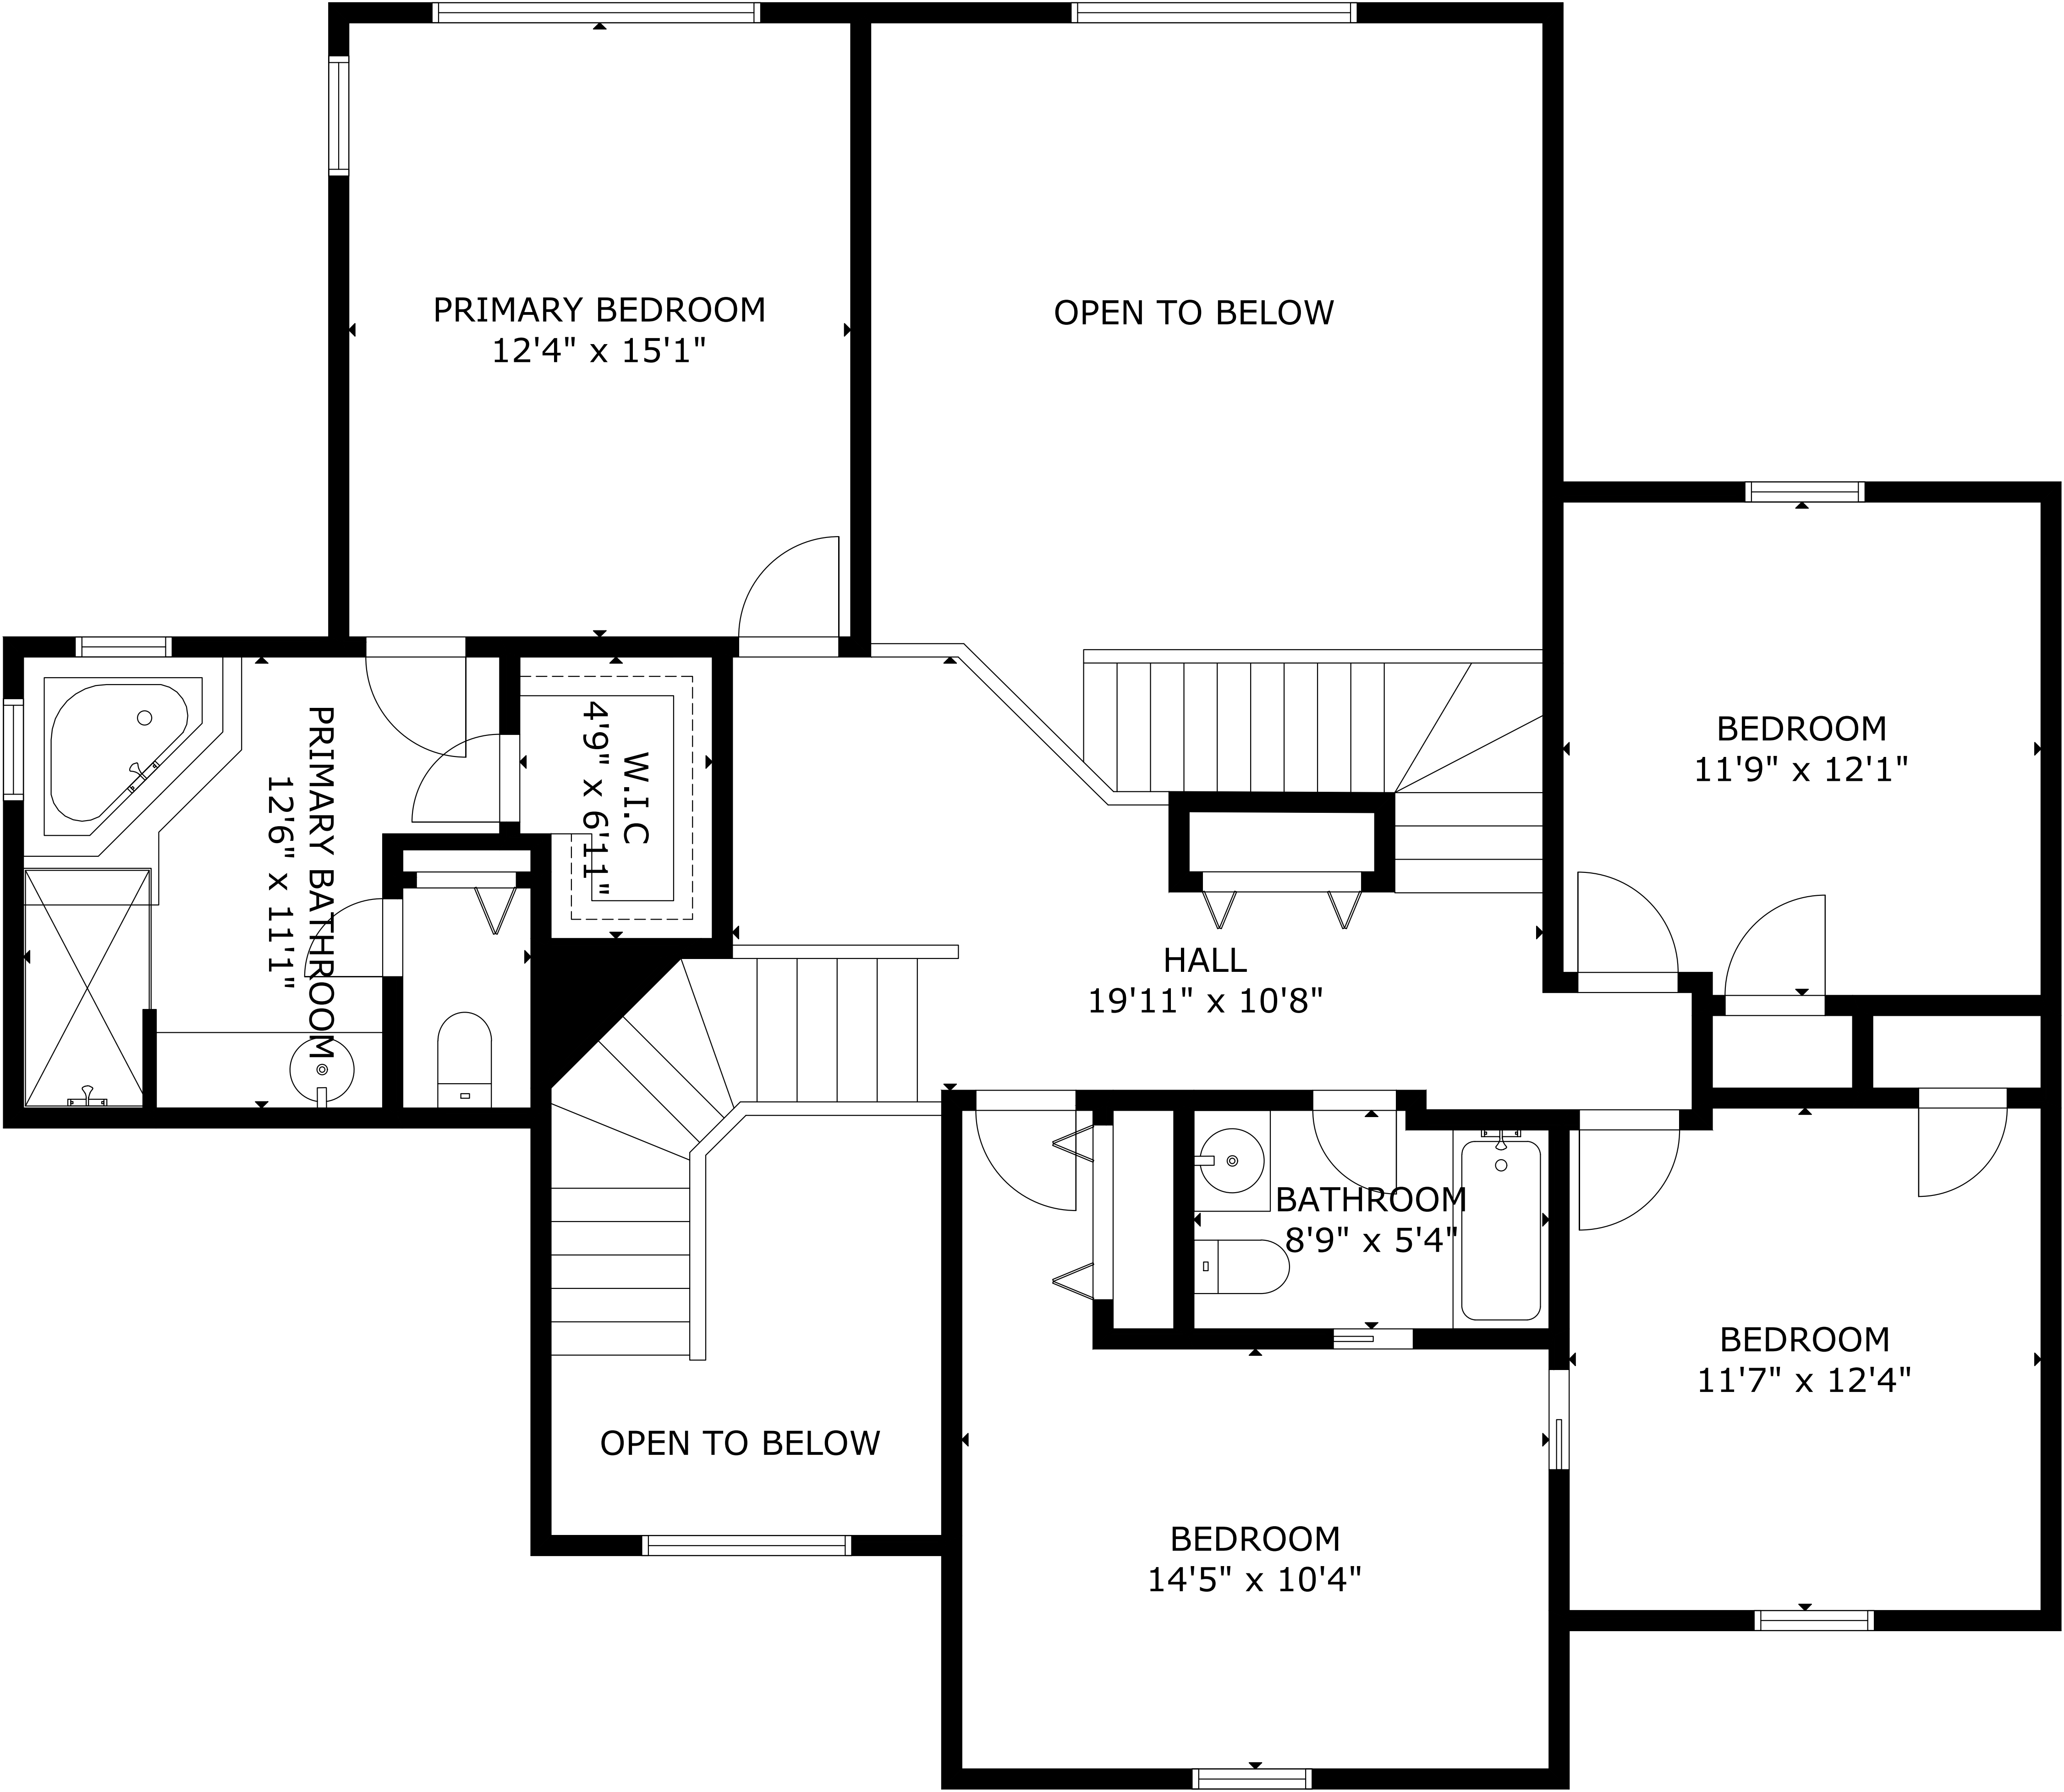 PRIMARY BEDROOM
12'4" x 15'1"
OPEN TO BELOW
BEDROOM
11'9" x 12'1"
W.I.C
4'9" x 6'11"
PRIMARY BATHROOM
12'6" x 11'1"
HALL
19'11" x 10'8"
BATHROOM
8'9" x 5'4"
BEDROOM
11'7" x 12'4"
OPEN TO BELOW
BEDROOM
14'5" x 10'4"